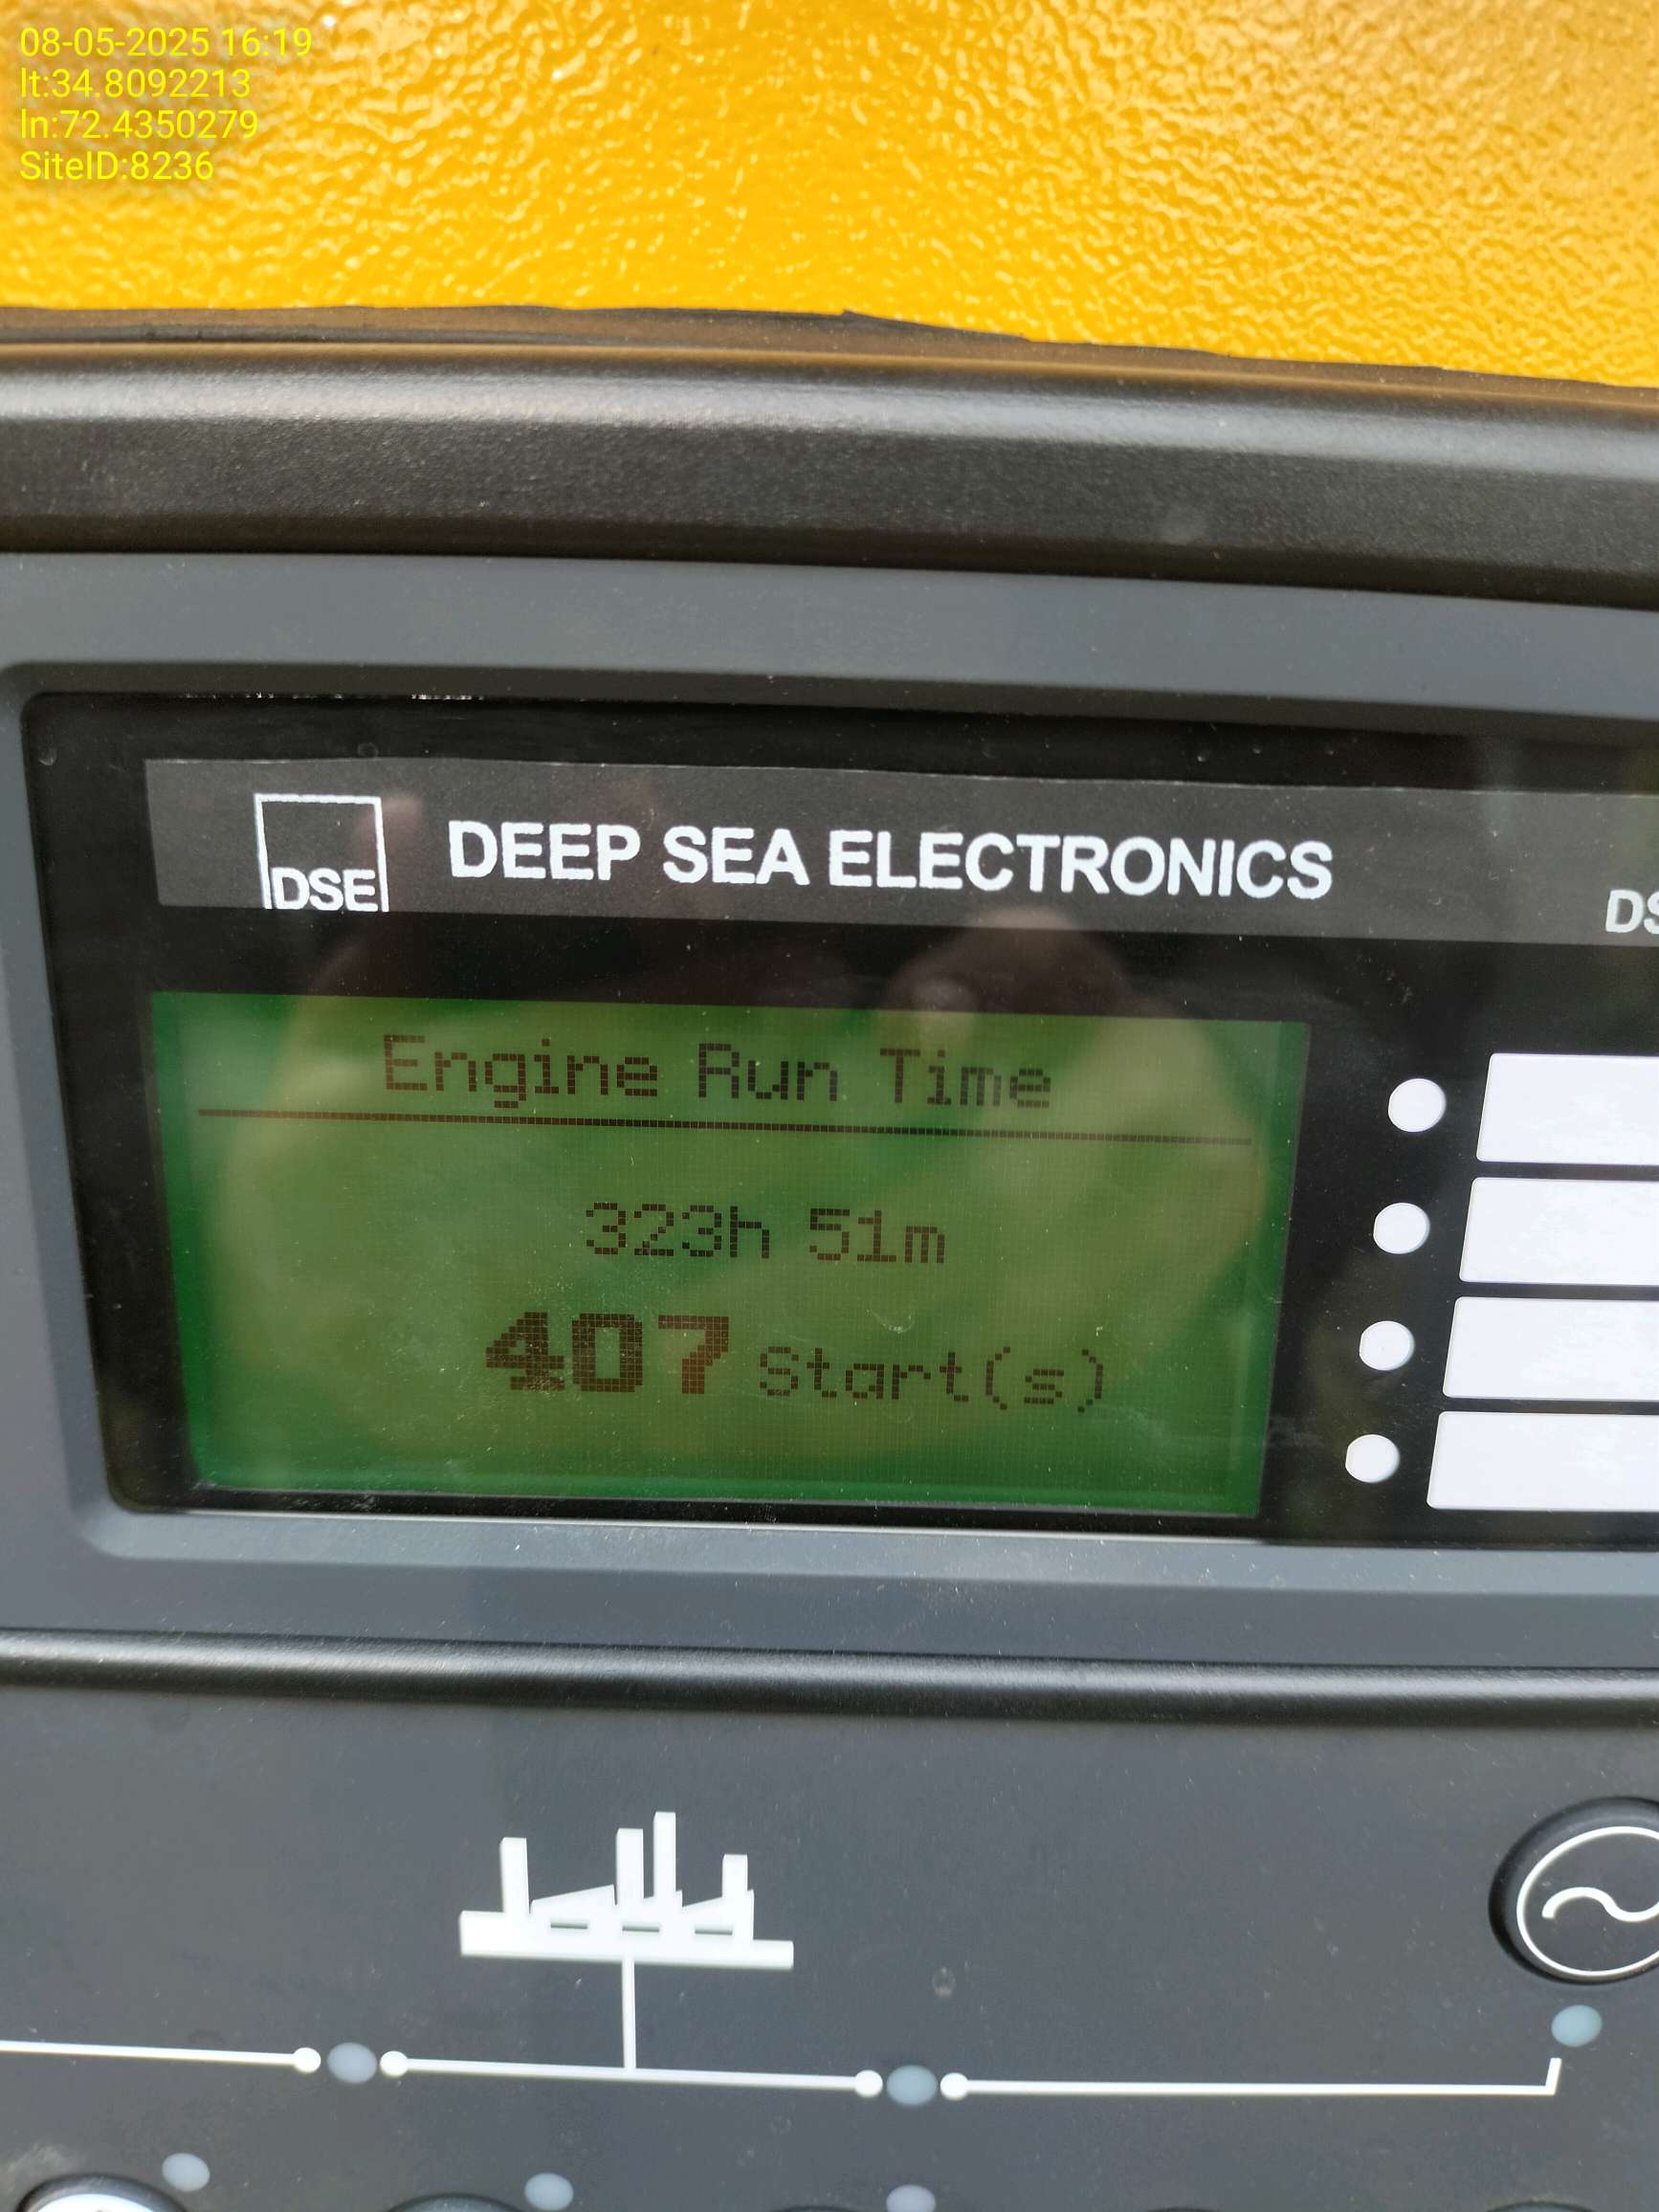 08-05-2025 16:19
lt:34.8092213
ln:72.4350279
SiteID:8236
DSE DEEP SEA ELECTRONICS
Engine Run Time
323h 51m
407 Start(s)